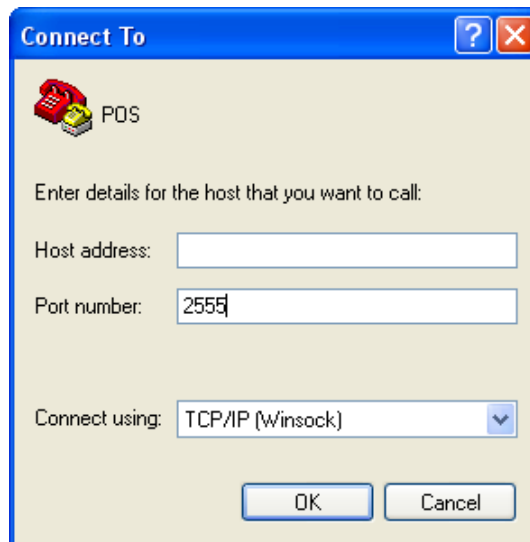 Connect To
?
POS
Enter details for the host that you want to call:
Host address:
Port number: 2555
Connect using: TCP/IP (Winsock)
OK Cancel